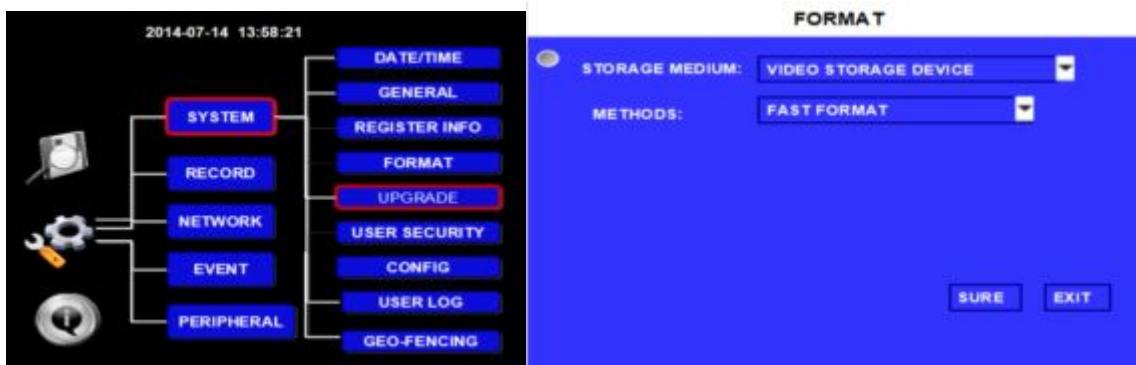 2014-07-14 13:58:21
SYSTEM
RECORD
NETWORK
EVENT
PERIPHERAL
DATE/TIME
GENERAL
REGISTER INFO
FORMAT
UPGRADE
USER SECURITY
CONFIG
USER LOG
GEO-FENCING
FORMAT
STORAGE MEDIUM: VIDEO STORAGE DEVICE
METHODS: FAST FORMAT
SURE EXIT